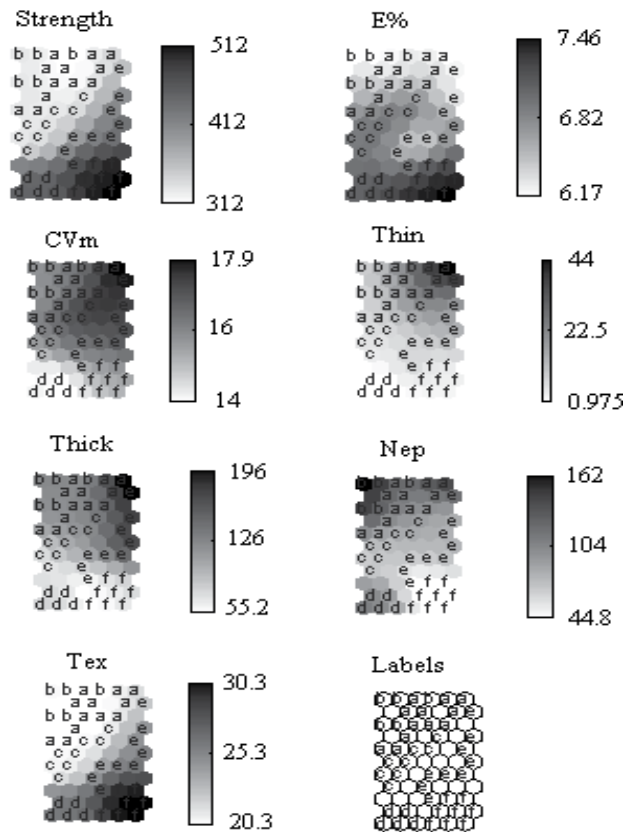 Strength
b b a b a a
a a a e
b b a a a a
a c e
a a c c
c c e
c c e e e
c e
e f f
d d f
d d d f f f
512
412
312
E%
b b a b a a
a a a e
b b a a a
a c e
a a c c
c c e e e
c e
e f f
d d f f f
d d d f f f
7.46
6.82
6.17
CVm
b b a b a a
a a a e
b b a a a a
a c e
a a c c e
c c e e e
c e
e f f
d d f f f
d d d f f f
17.9
16
14
Thin
b b a b a a
a a a e
b b a a a a
a c e
a a c c e
c c e e e
c e
e f f
d d f f f
d d d f f f
44
22.5
0.975
Thick
b b a b a a
a a a e
b b a a a a
a c e
a a c c e
c c e e e
c e
e f f
d d f f f
d d d f f f
196
126
55.2
Nep
b b a b a a
a a a e
b b a a a a
a c e
a a c c e
c c e e e
c e
e f f
d d f f f
d d d f f f
162
104
44.8
Tex
b b a b a a
a a a e
b b a a a
a c e
a a c c e
c c e
c e e e
e f f
d d f f
d d d f f f
30.3
25.3
20.3
Labels